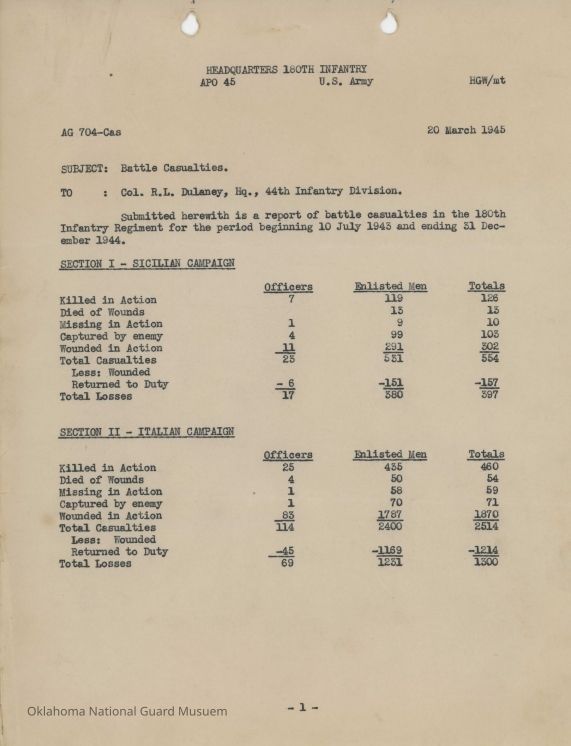 HEADQUARTERS 180TH INFANTRY
APO 45 U.S. Army HGW/mt
AG 704-Cas 20 March 1945
SUBJECT: Battle Casualties.
TO : Col. R.L. Dulaney, Hq., 44th Infantry Division.
Submitted herewith is a report of battle casualties in the 180th
Infantry Regiment for the period beginning 10 July 1943 and ending 31 Dec-
ember 1944.
SECTION I - SICILIAN CAMPAIGN
Officers Enlisted Men Totals
Killed in Action 7 119 126
Died of Wounds 13 13
Missing in Action 1 9 10
Captured by enemy 4 99 103
Wounded in Action 11 291 302
Total Casualties 23 531 554
Less: Wounded
Returned to Duty - 6 -151 -157
Total Losses 17 380 397
SECTION II - ITALIAN CAMPAIGN
Officers Enlisted Men Totals
Killed in Action 25 435 460
Died of Wounds 4 50 54
Missing in Action 1 58 59
Captured by enemy 1 70 71
Wounded in Action 83 1787 1870
Total Casualties 114 2400 2514
Less: Wounded
Returned to Duty -45 -1169 -1214
Total Losses 69 1231 1300
- 1 -
Oklahoma National Guard Musuem